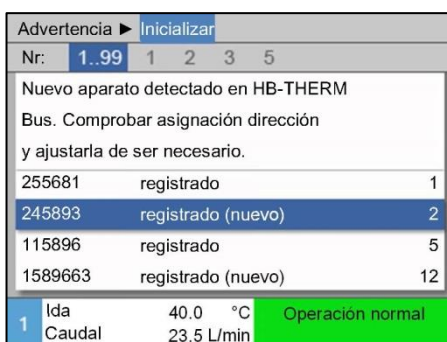 Advertencia ► Inicializar
Nr: 1..99 1 2 3 5
Nuevo aparato detectado en HB-THERM
Bus. Comprobar asignación dirección
y ajustarla de ser necesario.
255681 registrado 1
245893 registrado (nuevo) 2
115896 registrado 5
1589663 registrado (nuevo) 12
1 Ida 40.0 °C Operación normal
Caudal 23.5 L/min